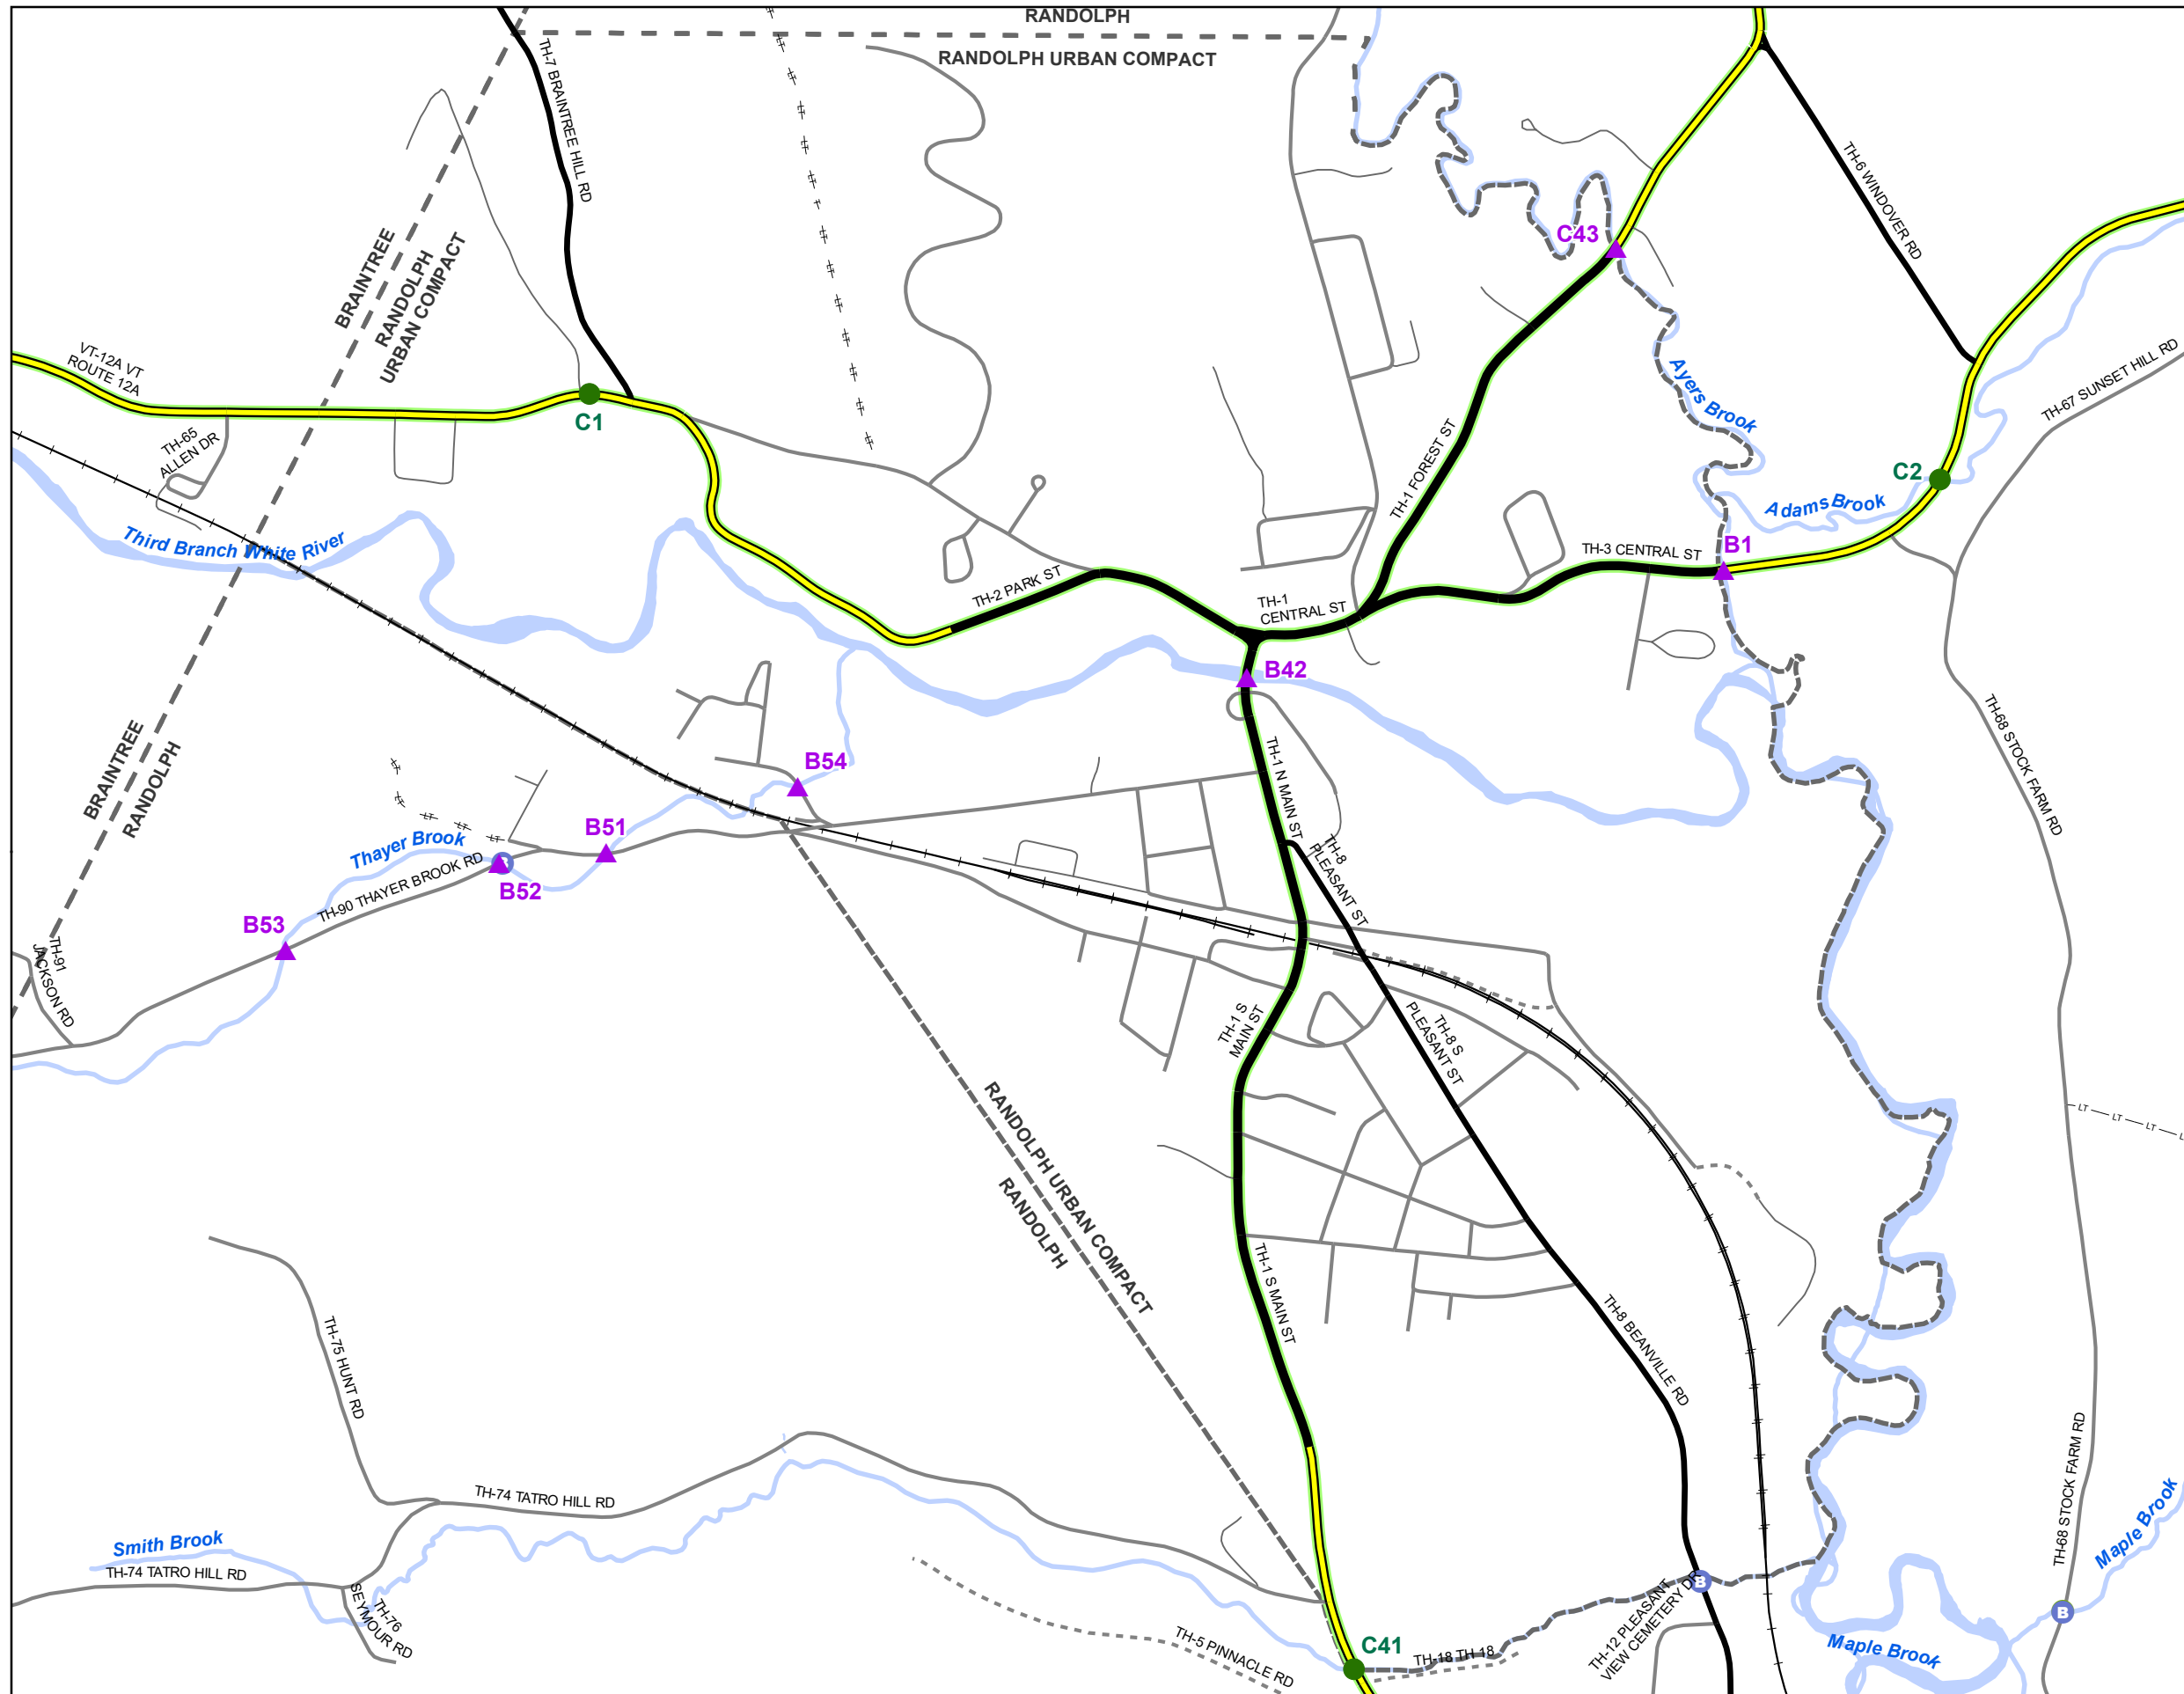 RANDOLPH
RANDOLPH URBAN COMPACT
TH-7 BRAINTREE HILL RD
TH-6 WINDOVER RD
BRAINTREE
RANDOLPH
URBAN COMPACT
C43
VT-12A VT
ROUTE 12A
C1
Ayers Brook
TH-67 SUNSET HILL RD
TH-65
ALLEN DR
TH-1 FOREST ST
C2
Adams Brook
Third Branch White River
B1
TH-3 CENTRAL ST
TH-2 PARK ST
TH-1
CENTRAL ST
B42
BRAINTREE
RANDOLPH
TH-68 STOCK FARM RD
B54
TH-1 N MAIN ST
B51
Thayer Brook
TH-8
PLEASANT ST
B
B52
TH-90 THAYER BROOK RD
B53
TH-91
JACKSON RD
TH-1 S
MAIN ST
TH-8 S
PLEASANT ST
RANDOLPH URBAN COMPACT
RANDOLPH
LT LT LT L
TH-1 S MAIN ST
TH-8 BEANVILLE RD
TH-75 HUNT RD
TH-74 TATRO HILL RD
TH-68 STOCK FARM RD
Maple Brook
Smith Brook
TH-74 TATRO HILL RD
TH-76
SEYMOUR RD
B
B
TH-12 PLEASANT
VIEW CEMETERY DR
TH-5 PINNACLE RD
C41
TH-18 TH-18
Maple Brook